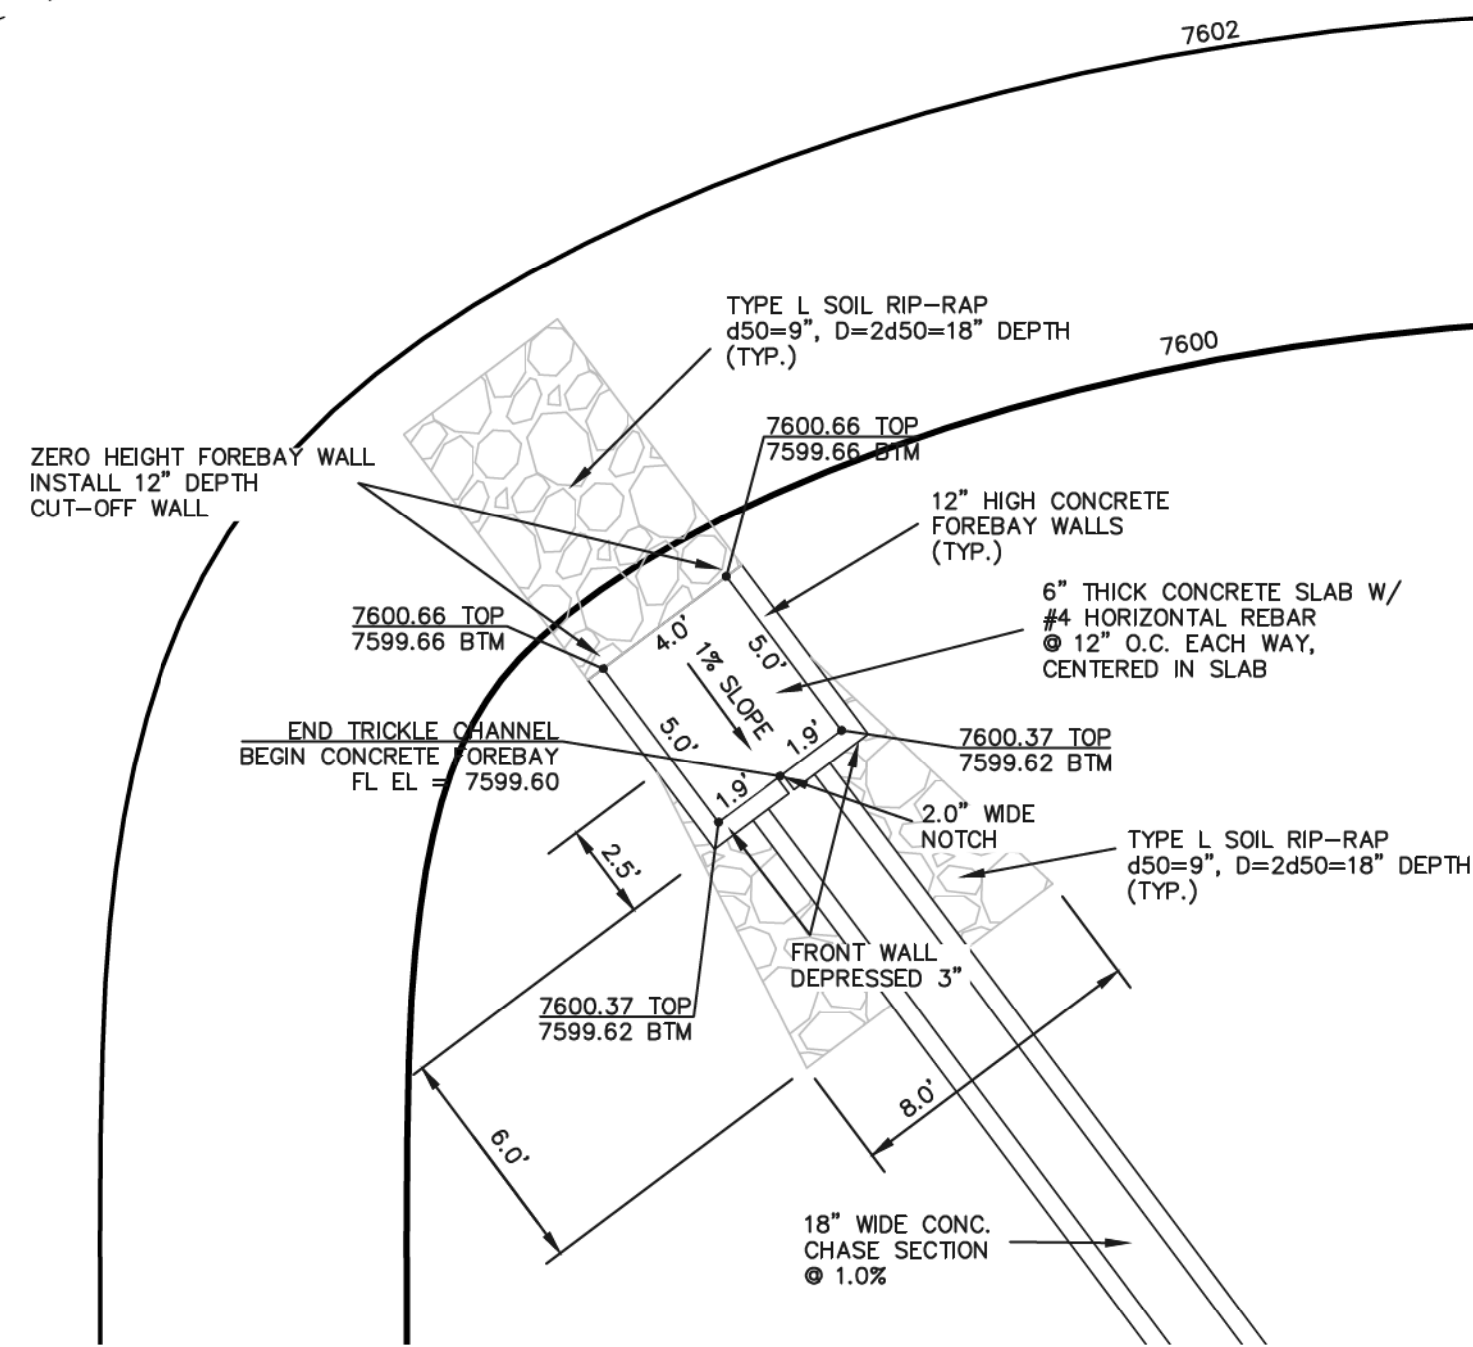 7602
7600
TYPE L SOIL RIP-RAP
d50=9", D=2d50=18" DEPTH
(TYP.)
7600.66 TOP
7599.66 BTM
ZERO HEIGHT FOREBAY WALL
INSTALL 12" DEPTH
CUT-OFF WALL
12" HIGH CONCRETE
FOREBAY WALLS
(TYP.)
6" THICK CONCRETE SLAB W/
#4 HORIZONTAL REBAR
@ 12" O.C. EACH WAY,
CENTERED IN SLAB
7600.66 TOP
7599.66 BTM
4.0'
1% SLOPE
5.0'
5.0'
1.9'
1.9'
END TRICKLE CHANNEL
BEGIN CONCRETE FOREBAY
FL EL = 7599.60
7600.37 TOP
7599.62 BTM
2.0" WIDE
NOTCH
TYPE L SOIL RIP-RAP
d50=9", D=2d50=18" DEPTH
(TYP.)
2.5'
FRONT WALL
DEPRESSED 3"
7600.37 TOP
7599.62 BTM
8.0'
6.0'
18" WIDE CONC.
CHASE SECTION
@ 1.0%